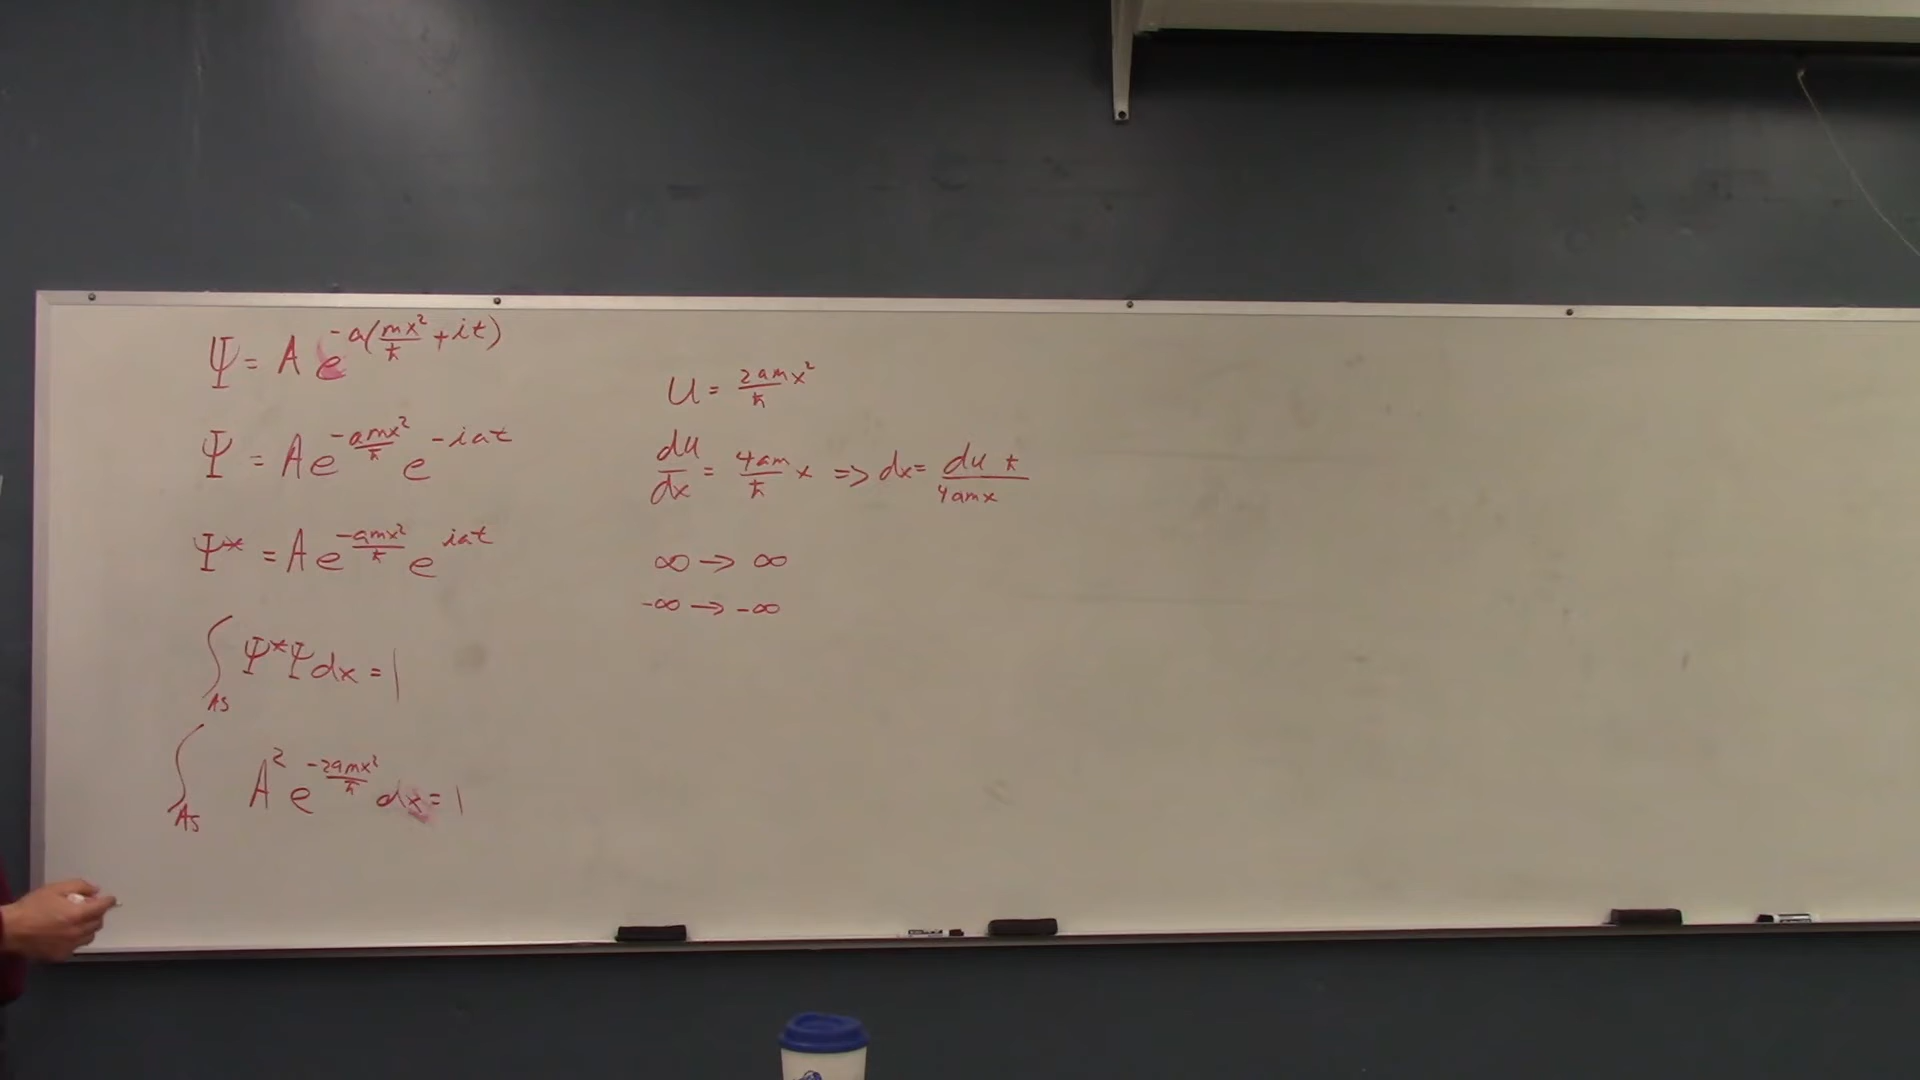 Ψ = A e^{-a(mx²/ħ + it)}
Ψ = A e^{-amx²/ħ} e^{-iat}
Ψ* = A e^{-amx²/ħ} e^{iat}
∫_{AS} Ψ*Ψ dx = 1
∫_{AS} A² e^{-2amx²/ħ} dx = 1
U = 2amx²/ħ
du/dx = 4am/ħ x => dx = du ħ/4amx
∞ → ∞
-∞ → -∞